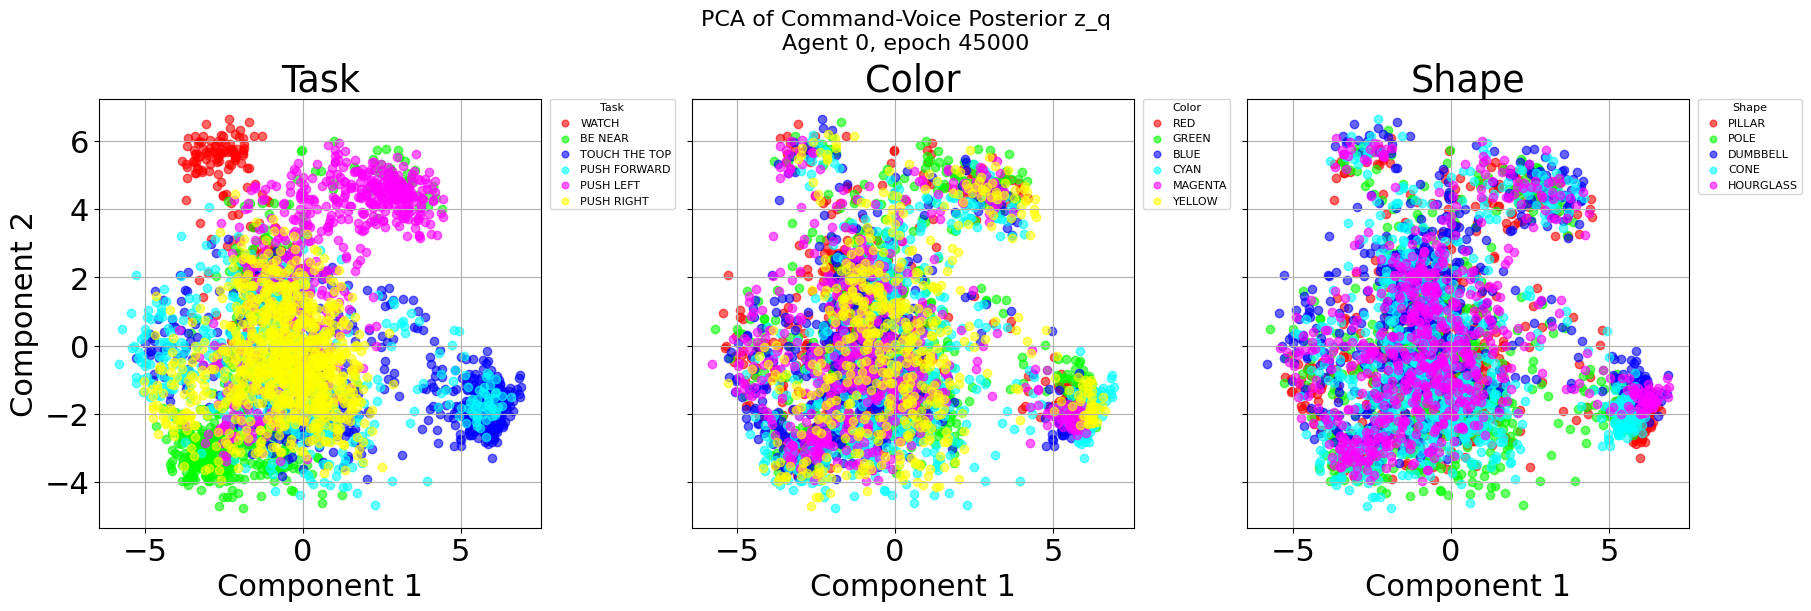 PCA of Command-Voice Posterior z_q
Agent 0, epoch 45000
Task
Component 2
6
4
2
0
−2
−4
−5
0
5
Component 1
Task
WATCH
BE NEAR
TOUCH THE TOP
PUSH FORWARD
PUSH LEFT
PUSH RIGHT
Color
−5
0
5
Component 1
Color
RED
GREEN
BLUE
CYAN
MAGENTA
YELLOW
Shape
−5
0
5
Component 1
Shape
PILLAR
POLE
DUMBBELL
CONE
HOURGLASS